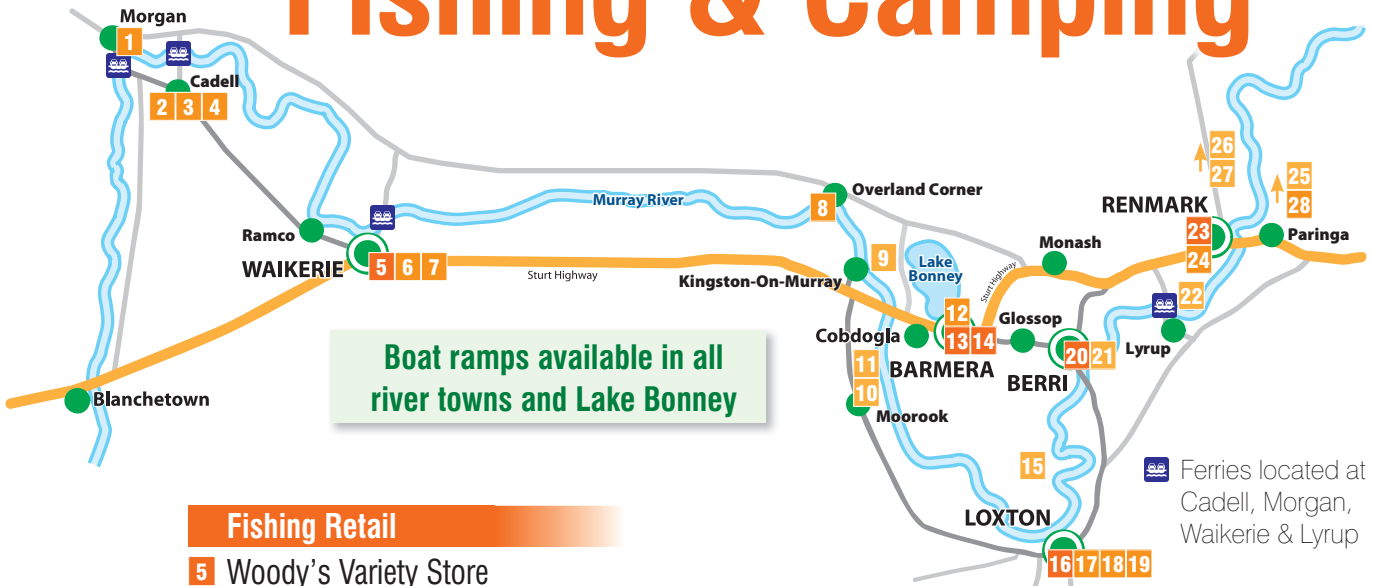 Fishing & Camping
Morgan
1
Cadell
2 3 4
Ramco
WAIKERIE
5 6 7
Blanchetown
Murray River
Sturt Highway
Overland Corner
8
9
Kingston-On-Murray
Lake
Bonney
Cobdogla
12
13 14
BARMERA
11
10
Moorook
Sturt Highway
Monash
Glossop
20 21
BERRI
15
LOXTON
16 17 18 19
26
27
25
28
RENMARK
23
24
Paringa
22
Lyrup
Boat ramps available in all
river towns and Lake Bonney
Ferries located at
Cadell, Morgan,
Waikerie & Lyrup
Fishing Retail
5 Woody's Variety Store